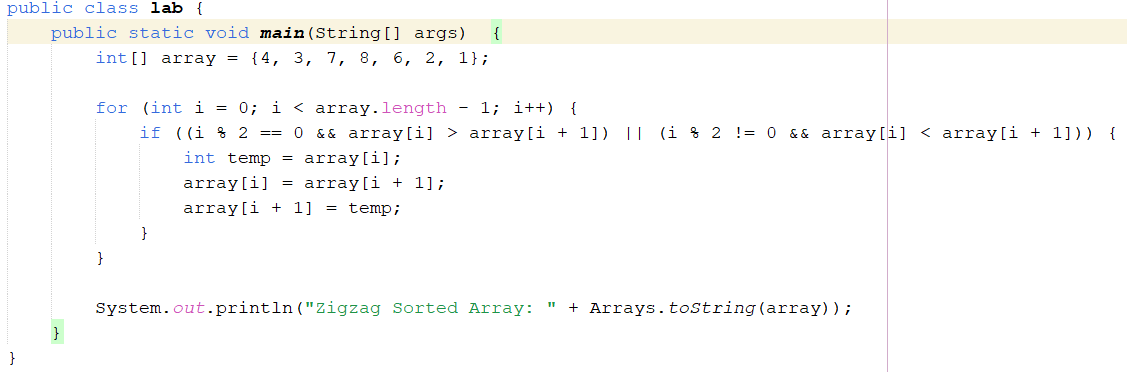 public class lab {
    public static void main(String[] args)  {
        int[] array = {4, 3, 7, 8, 6, 2, 1};
        for (int i = 0; i < array.length - 1; i++) {
            if ((i % 2 == 0 && array[i] > array[i + 1]) || (i % 2 != 0 && array[i] < array[i + 1])) {
                int temp = array[i];
                array[i] = array[i + 1];
                array[i + 1] = temp;
            }
        }
        System.out.println("Zigzag Sorted Array: " + Arrays.toString(array));
    }
}